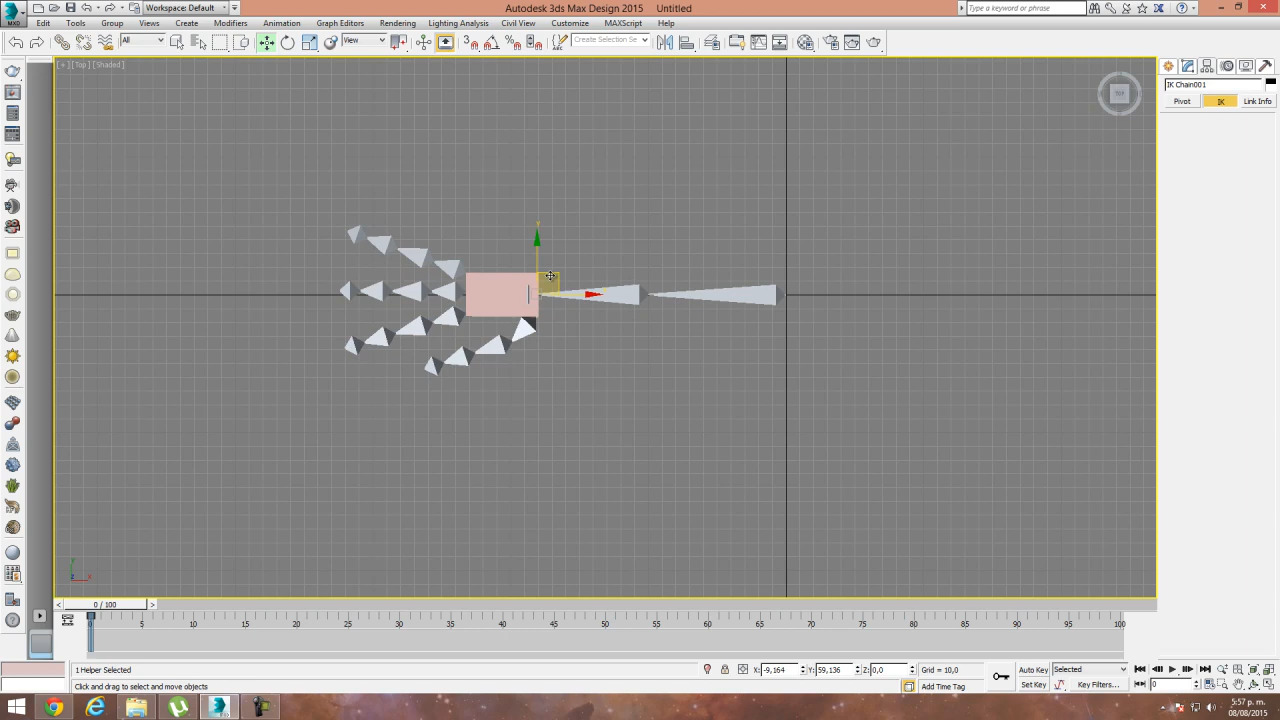 Autodesk 3ds Max Design 2015 Untitled
Workspace: Default
Type a keyword or phrase
MXD
Edit Tools Group Views Create Modifiers Animation Graph Editors Rendering Lighting Analysis Civil View Customize MAXScript Help
All View Create Selection Se
[+] [Top] [Shaded]
TOP
IK Chain001
Pivot IK Link Info
Y
Y
X
Z
< 0 / 100 >
5 10 15 20 25 30 35 40 45 50 55 60 65 70 75 80 85 90 95 100
1 Helper Selected
X: -9,164 Y: 59,136 Z: 0,0 Grid = 10,0
Auto Key Selected
Click and drag to select and move objects
Add Time Tag
Set Key Key Filters... 0
5:57 p. m.
08/08/2015